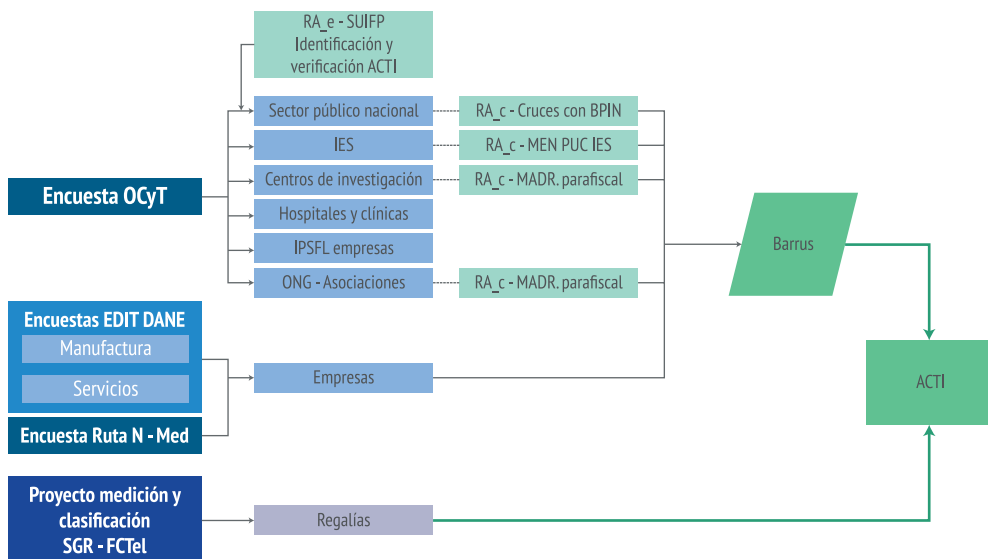 RA_e - SUIFP
Identificación y
verificación ACTI
Sector público nacional
RA_c - Cruces con BPIN
IES
RA_c - MEN PUC IES
Encuesta OCyT
Centros de investigación
RA_c - MADR. parafiscal
Hospitales y clínicas
IPSFL empresas
ONG - Asociaciones
RA_c - MADR. parafiscal
Barrus
Encuestas EDIT DANE
Manufactura
Servicios
Empresas
ACTI
Encuesta Ruta N - Med
Proyecto medición y
clasificación
SGR - FCTel
Regalías